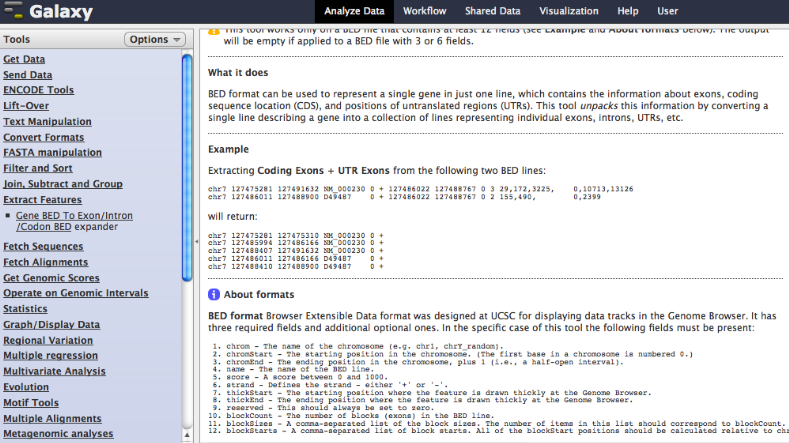 Galaxy
Analyze Data Workflow Shared Data Visualization Help User
Tools
Options
Get Data
Send Data
ENCODE Tools
Lift-Over
Text Manipulation
Convert Formats
FASTA manipulation
Filter and Sort
Join, Subtract and Group
Extract Features
Gene BED To Exon/Intron
/Codon BED expander
Fetch Sequences
Fetch Alignments
Get Genomic Scores
Operate on Genomic Intervals
Statistics
Graph/Display Data
Regional Variation
Multiple regression
Multivariate Analysis
Evolution
Motif Tools
Multiple Alignments
Metagenomic analyses
This tool works only on a BED file that contains at least 12 fields (see Example and About formats below). The output
will be empty if applied to a BED file with 3 or 6 fields.
What it does
BED format can be used to represent a single gene in just one line, which contains the information about exons, coding
sequence location (CDS), and positions of untranslated regions (UTRs). This tool unpacks this information by converting a
single line describing a gene into a collection of lines representing individual exons, introns, UTRs, etc.
Example
Extracting Coding Exons + UTR Exons from the following two BED lines:
chr7 127475281 127491632 NM_000230 0 + 127486022 127488767 0 3 29,172,3225, 0,10713,13126
chr7 127486011 127488900 D49487 0 + 127486022 127488767 0 2 155,490, 0,2399
will return:
chr7 127475281 127475310 NM_000230 0 +
chr7 127485994 127486166 NM_000230 0 +
chr7 127488407 127491632 NM_000230 0 +
chr7 127486011 127486166 D49487 0 +
chr7 127488410 127488900 D49487 0 +
About formats
BED format Browser Extensible Data format was designed at UCSC for displaying data tracks in the Genome Browser. It has
three required fields and additional optional ones. In the specific case of this tool the following fields must be present:
1. chrom - The name of the chromosome (e.g. chr1, chrY_random).
2. chromStart - The starting position in the chromosome. (The first base in a chromosome is numbered 0.)
3. chromEnd - The ending position in the chromosome, plus 1 (i.e., a half-open interval).
4. name - The name of the BED line.
5. score - A score between 0 and 1000.
6. strand - Defines the strand - either '+' or '-'.
7. thickStart - The starting position where the feature is drawn thickly at the Genome Browser.
8. thickEnd - The ending position where the feature is drawn thickly at the Genome Browser.
9. reserved - This should always be set to zero.
10. blockCount - The number of blocks (exons) in the BED line.
11. blockSizes - A comma-separated list of the block sizes. The number of items in this list should correspond to blockCount.
12. blockStarts - A comma-separated list of block starts. All of the blockStart positions should be calculated relative to chr